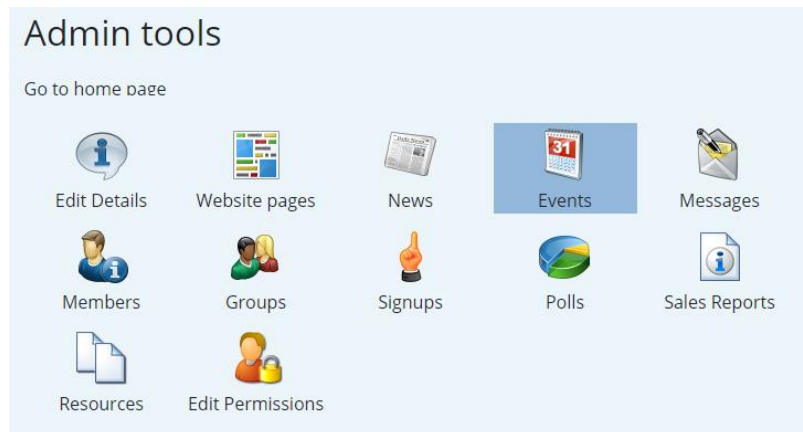 Admin tools
Go to home page
Edit Details Website pages News Events Messages
Members Groups Signups Polls Sales Reports
Resources Edit Permissions
31